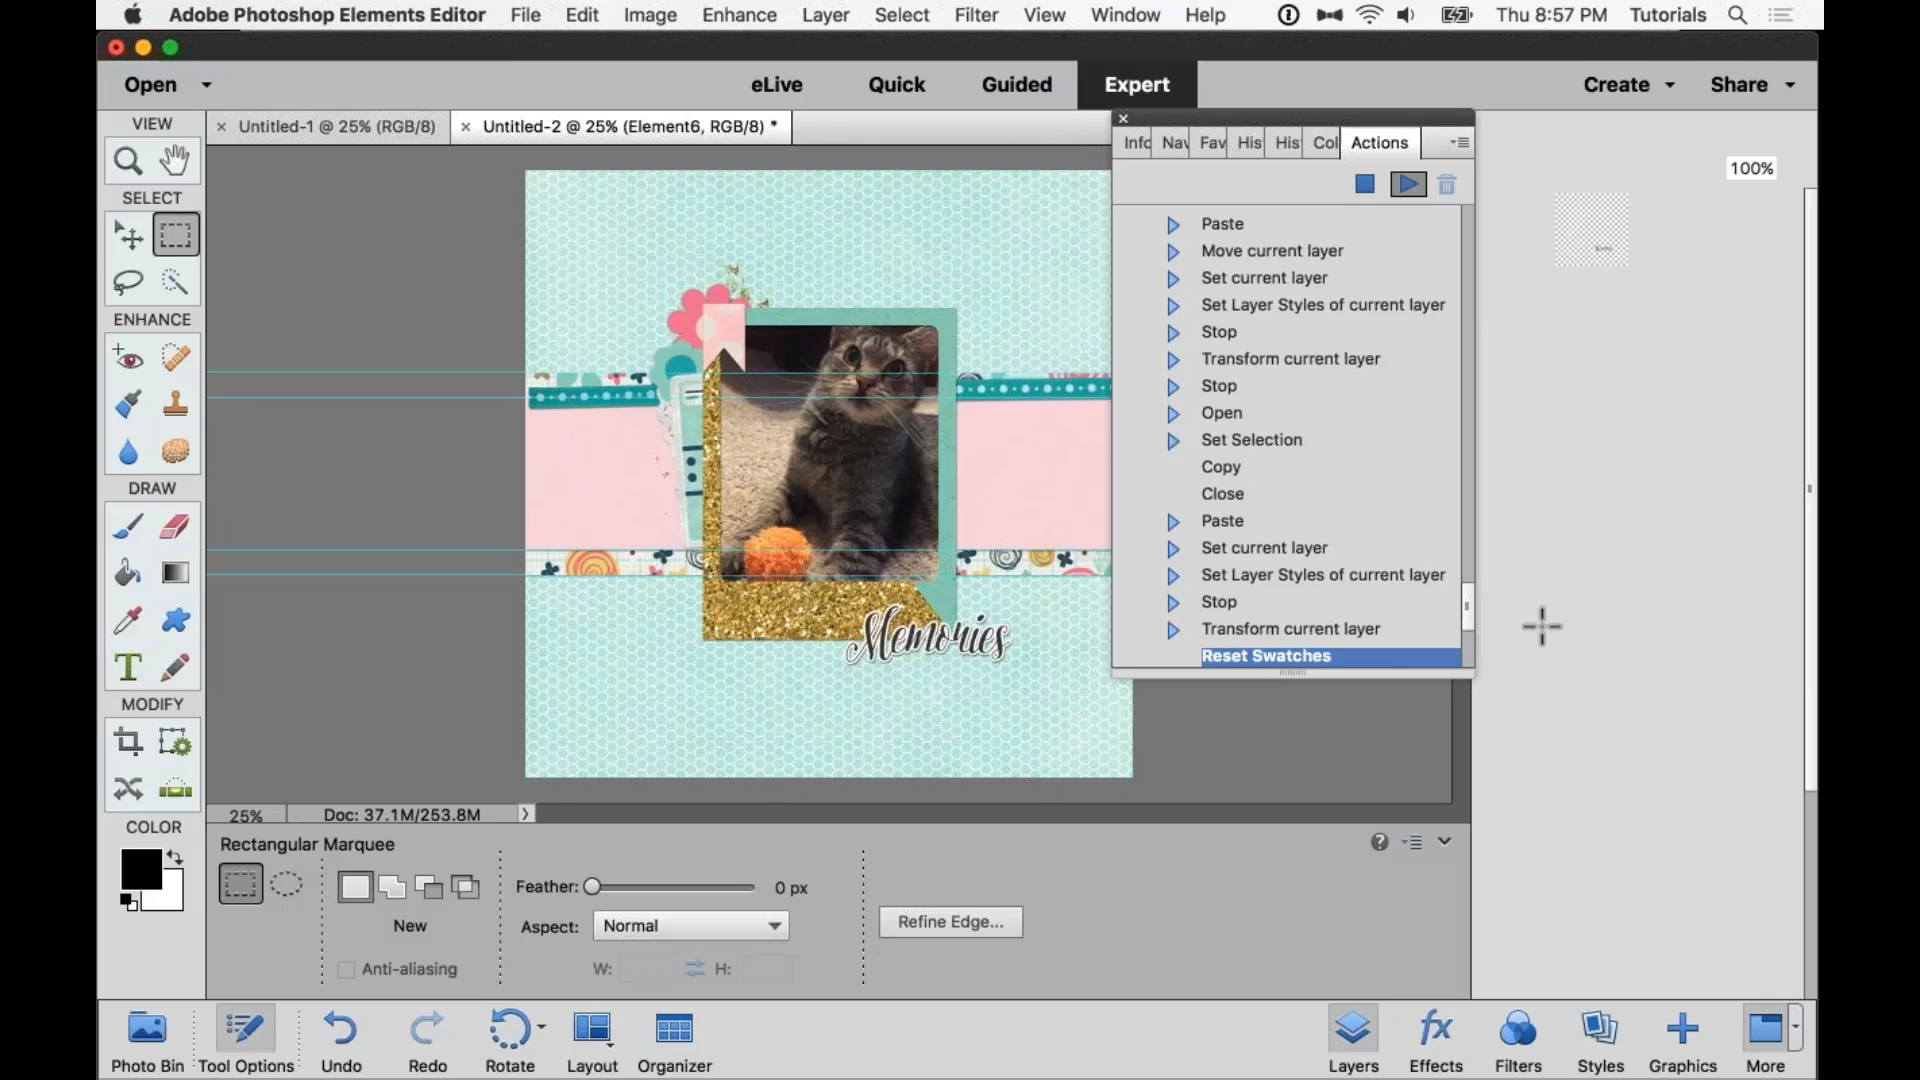 Adobe Photoshop Elements Editor File Edit Image Enhance Layer Select Filter View Window Help Thu 8:57 PM Tutorials
Open eLive Quick Guided Expert Create Share
VIEW
Untitled-1 @ 25% (RGB/8) Untitled-2 @ 25% (Element6, RGB/8) *
Info Nav Fav His His Col Actions
100%
SELECT
ENHANCE
DRAW
MODIFY
COLOR
Paste
Move current layer
Set current layer
Set Layer Styles of current layer
Stop
Transform current layer
Stop
Open
Set Selection
Copy
Close
Paste
Set current layer
Set Layer Styles of current layer
Stop
Transform current layer
Reset Swatches
Memories
T
25% Doc: 37.1M/253.8M
Rectangular Marquee
New
Anti-aliasing
Feather: 0 px
Aspect: Normal
W: H:
Refine Edge...
fx
Photo Bin Tool Options Undo Redo Rotate Layout Organizer Layers Effects Filters Styles Graphics More